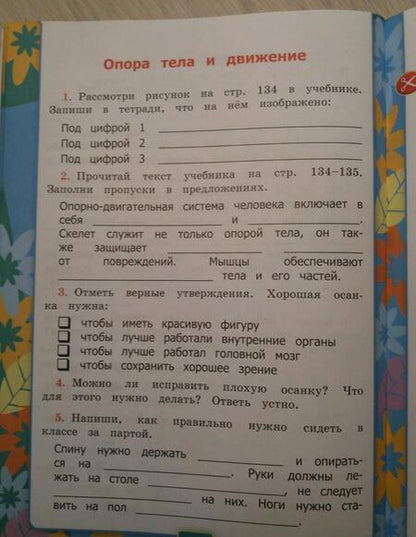 Опора тела и движение
1. Рассмотри рисунок на стр. 134 в учебнике.
Запиши в тетради, что на нём изображено:
Под цифрой 1
Под цифрой 2
Под цифрой 3
2. Прочитай текст учебника на стр. 134–135.
Заполни пропуски в предложениях.
Опорно-двигательная система человека включает в
себя и .
Скелет служит не только опорой тела, он так-
же защищает
от повреждений. Мышцы обеспечивают
тела и его частей.
3. Отметь верные утверждения. Хорошая осан-
ка нужна:
чтобы иметь красивую фигуру
чтобы лучше работали внутренние органы
чтобы лучше работал головной мозг
чтобы сохранить хорошее зрение
4. Можно ли исправить плохую осанку? Что
для этого нужно делать? Ответь устно.
5. Напиши, как правильно нужно сидеть в
классе за партой.
Спину нужно держать и опирать-
ся на . Руки должны ле-
жать на столе , не следует
на них. Ноги нужно ста-
вить на пол .